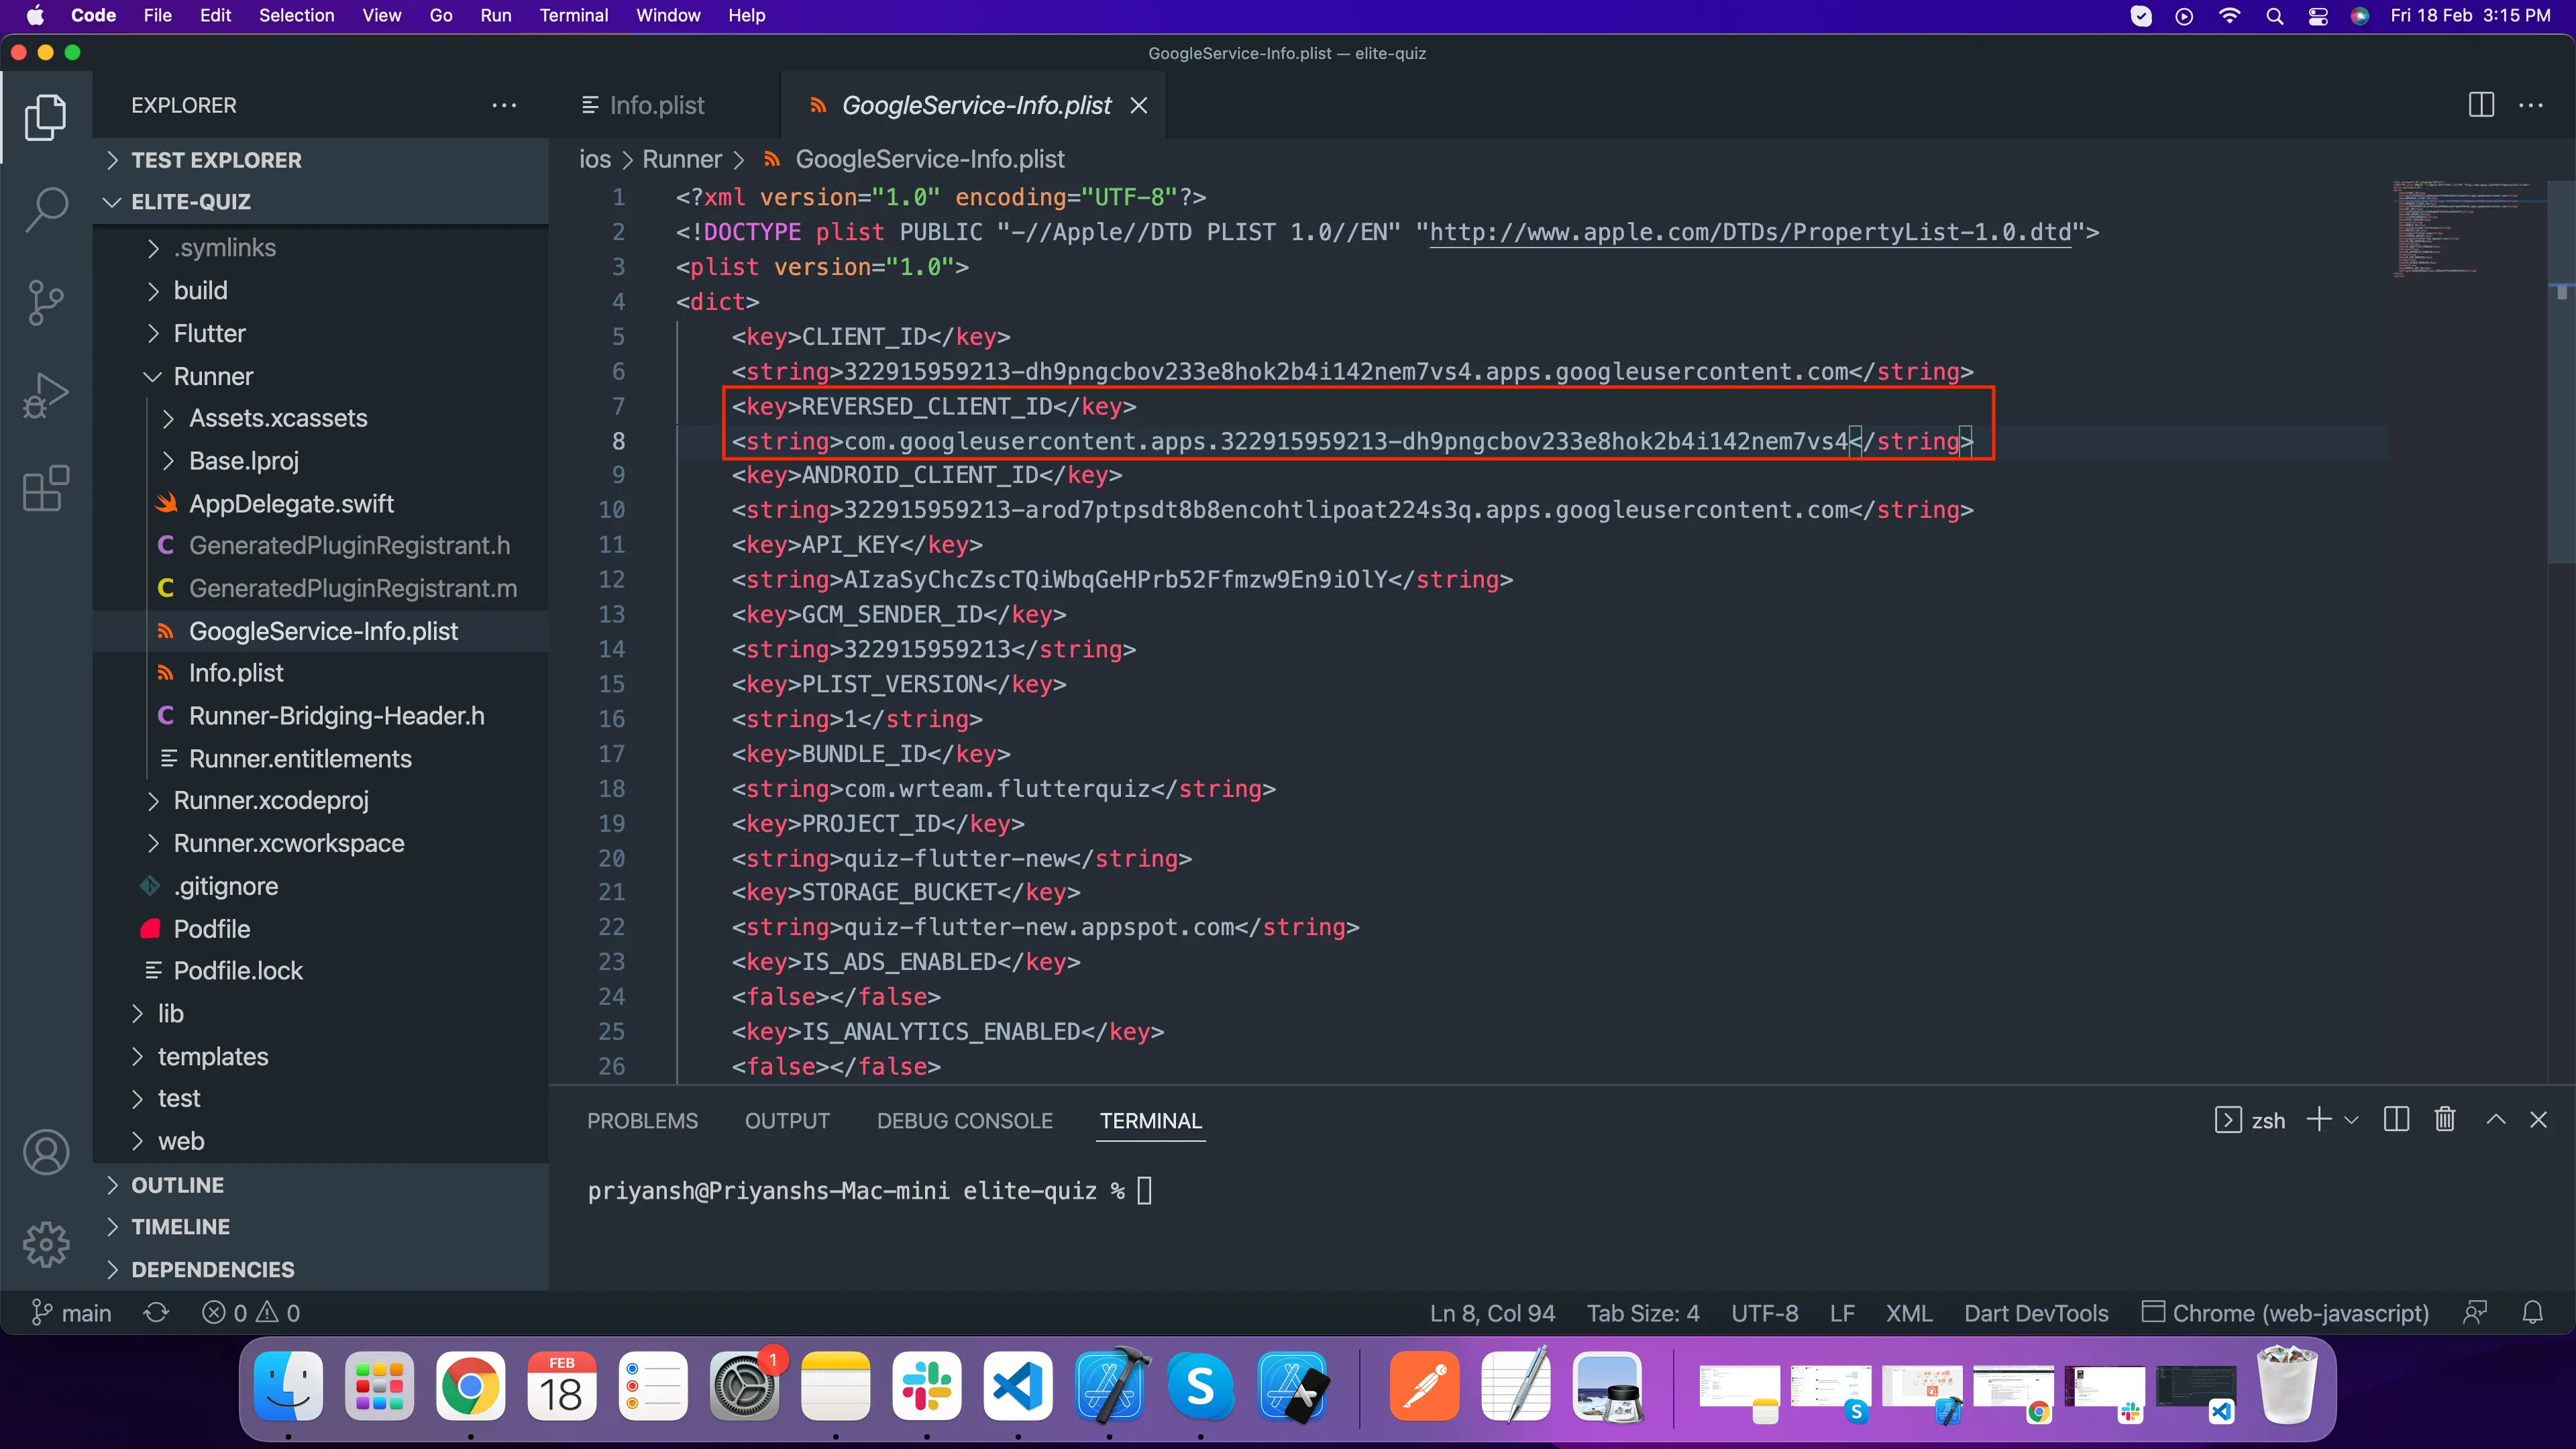 Code File Edit Selection View Go Run Terminal Window Help Fri 18 Feb 3:15 PM
GoogleService-Info.plist — elite-quiz
EXPLORER
TEST EXPLORER
ELITE-QUIZ
.symlinks
build
Flutter
Runner
Assets.xcassets
Base.lproj
AppDelegate.swift
GeneratedPluginRegistrant.h
GeneratedPluginRegistrant.m
GoogleService-Info.plist
Info.plist
Runner-Bridging-Header.h
Runner.entitlements
Runner.xcodeproj
Runner.xcworkspace
.gitignore
Podfile
Podfile.lock
lib
templates
test
web
OUTLINE
TIMELINE
DEPENDENCIES
Info.plist GoogleService-Info.plist
ios > Runner > GoogleService-Info.plist
1 <?xml version="1.0" encoding="UTF-8"?>
2 <!DOCTYPE plist PUBLIC "-//Apple//DTD PLIST 1.0//EN" "http://www.apple.com/DTDs/PropertyList-1.0.dtd">
3 <plist version="1.0">
4 <dict>
5 <key>CLIENT_ID</key>
6 <string>322915959213-dh9pngcbov233e8hok2b4i142nem7vs4.apps.googleusercontent.com</string>
7 <key>REVERSED_CLIENT_ID</key>
8 <string>com.googleusercontent.apps.322915959213-dh9pngcbov233e8hok2b4i142nem7vs4</string>
9 <key>ANDROID_CLIENT_ID</key>
10 <string>322915959213-arod7ptpsdt8b8encohtlipoat224s3q.apps.googleusercontent.com</string>
11 <key>API_KEY</key>
12 <string>AIzaSyChcZscTQiWbqGeHPrb52Ffmzw9En9iOlY</string>
13 <key>GCM_SENDER_ID</key>
14 <string>322915959213</string>
15 <key>PLIST_VERSION</key>
16 <string>1</string>
17 <key>BUNDLE_ID</key>
18 <string>com.wrteam.flutterquiz</string>
19 <key>PROJECT_ID</key>
20 <string>quiz-flutter-new</string>
21 <key>STORAGE_BUCKET</key>
22 <string>quiz-flutter-new.appspot.com</string>
23 <key>IS_ADS_ENABLED</key>
24 <false></false>
25 <key>IS_ANALYTICS_ENABLED</key>
26 <false></false>
PROBLEMS OUTPUT DEBUG CONSOLE TERMINAL zsh
priyansh@Priyanshs-Mac-mini elite-quiz %
main 0 0 Ln 8, Col 94 Tab Size: 4 UTF-8 LF XML Dart DevTools Chrome (web-javascript)
FEB
18
1